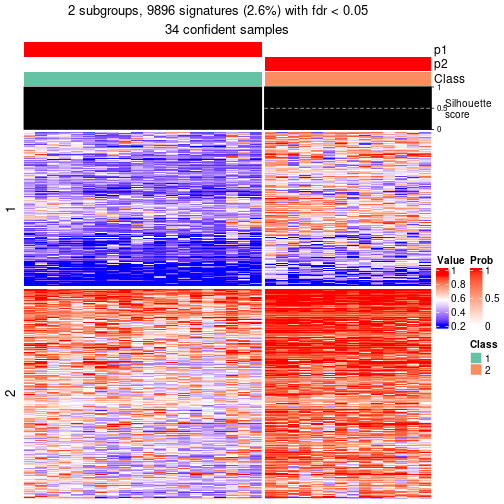 2 subgroups, 9896 signatures (2.6%) with fdr < 0.05
34 confident samples
p1
p2
Class
1
0.5
0
Silhouette
score
1
2
Value
1
0.8
0.6
0.4
0.2
Prob
1
0.5
0
Class
1
2